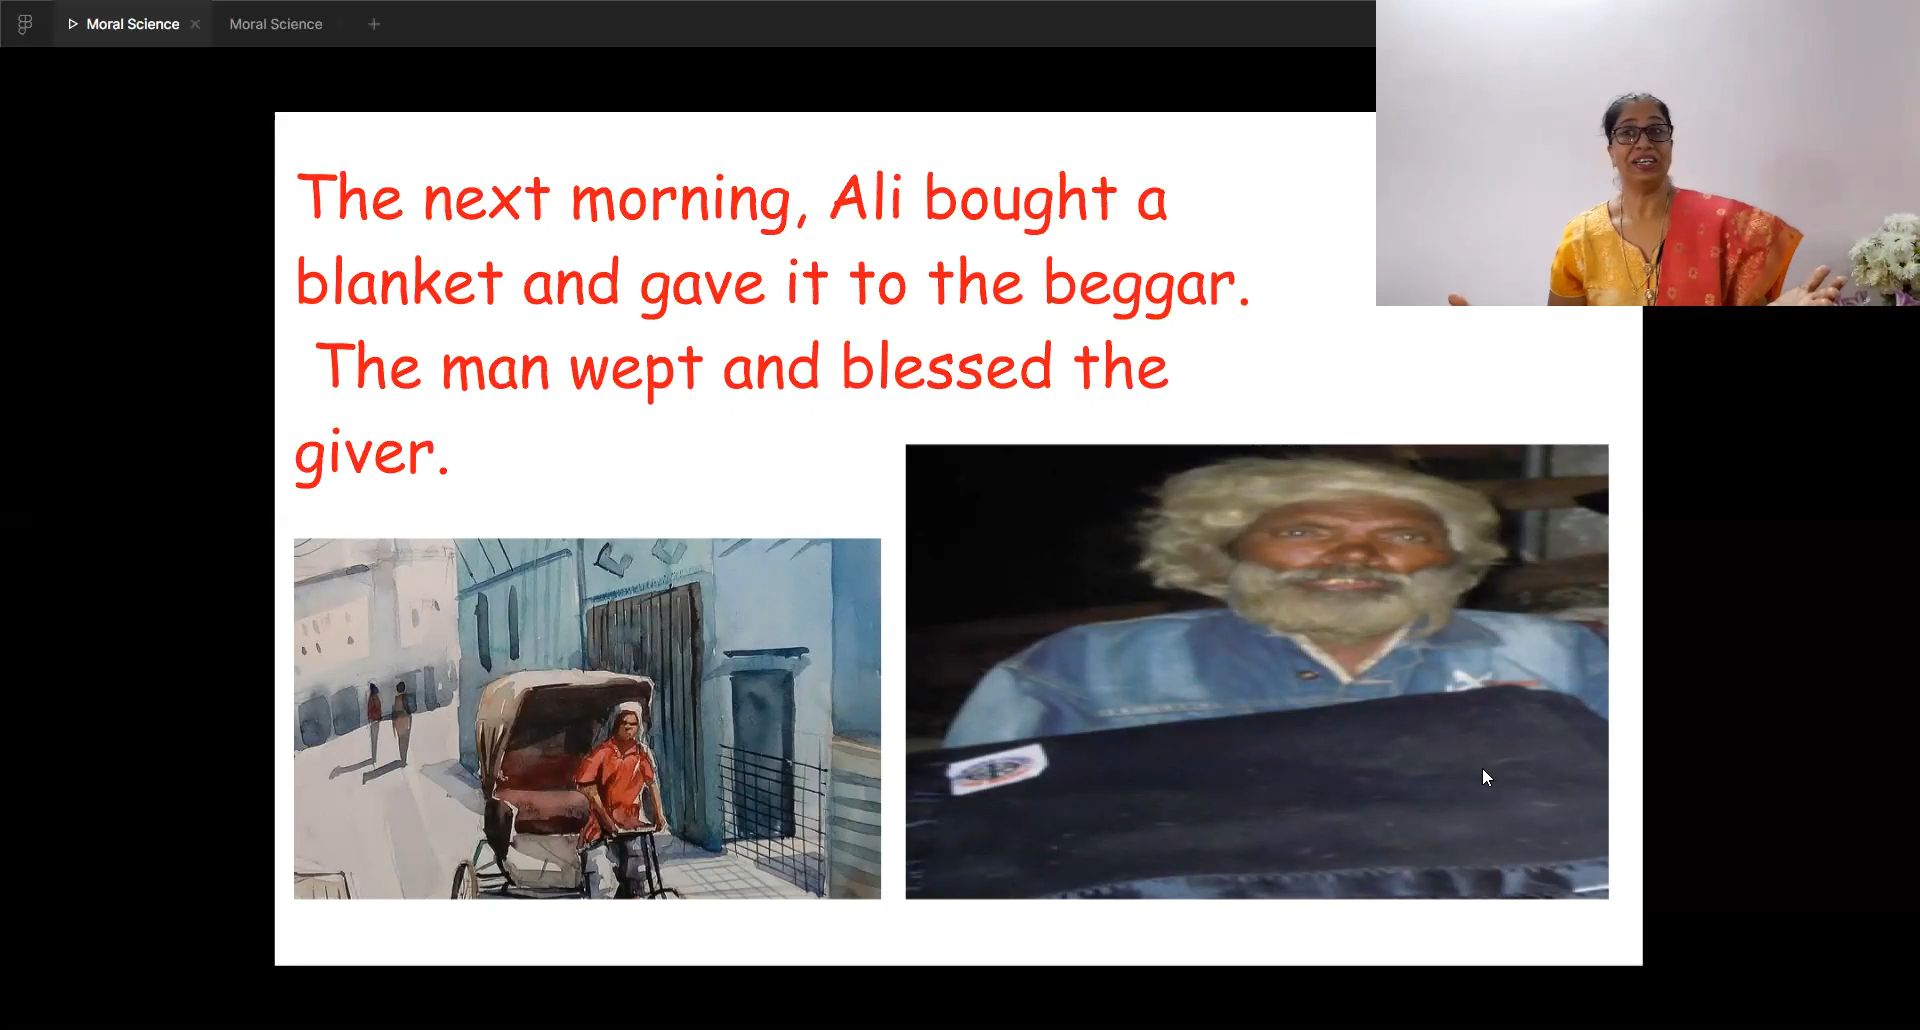 Moral Science
Moral Science
The next morning, Ali bought a
blanket and gave it to the beggar.
The man wept and blessed the
giver.